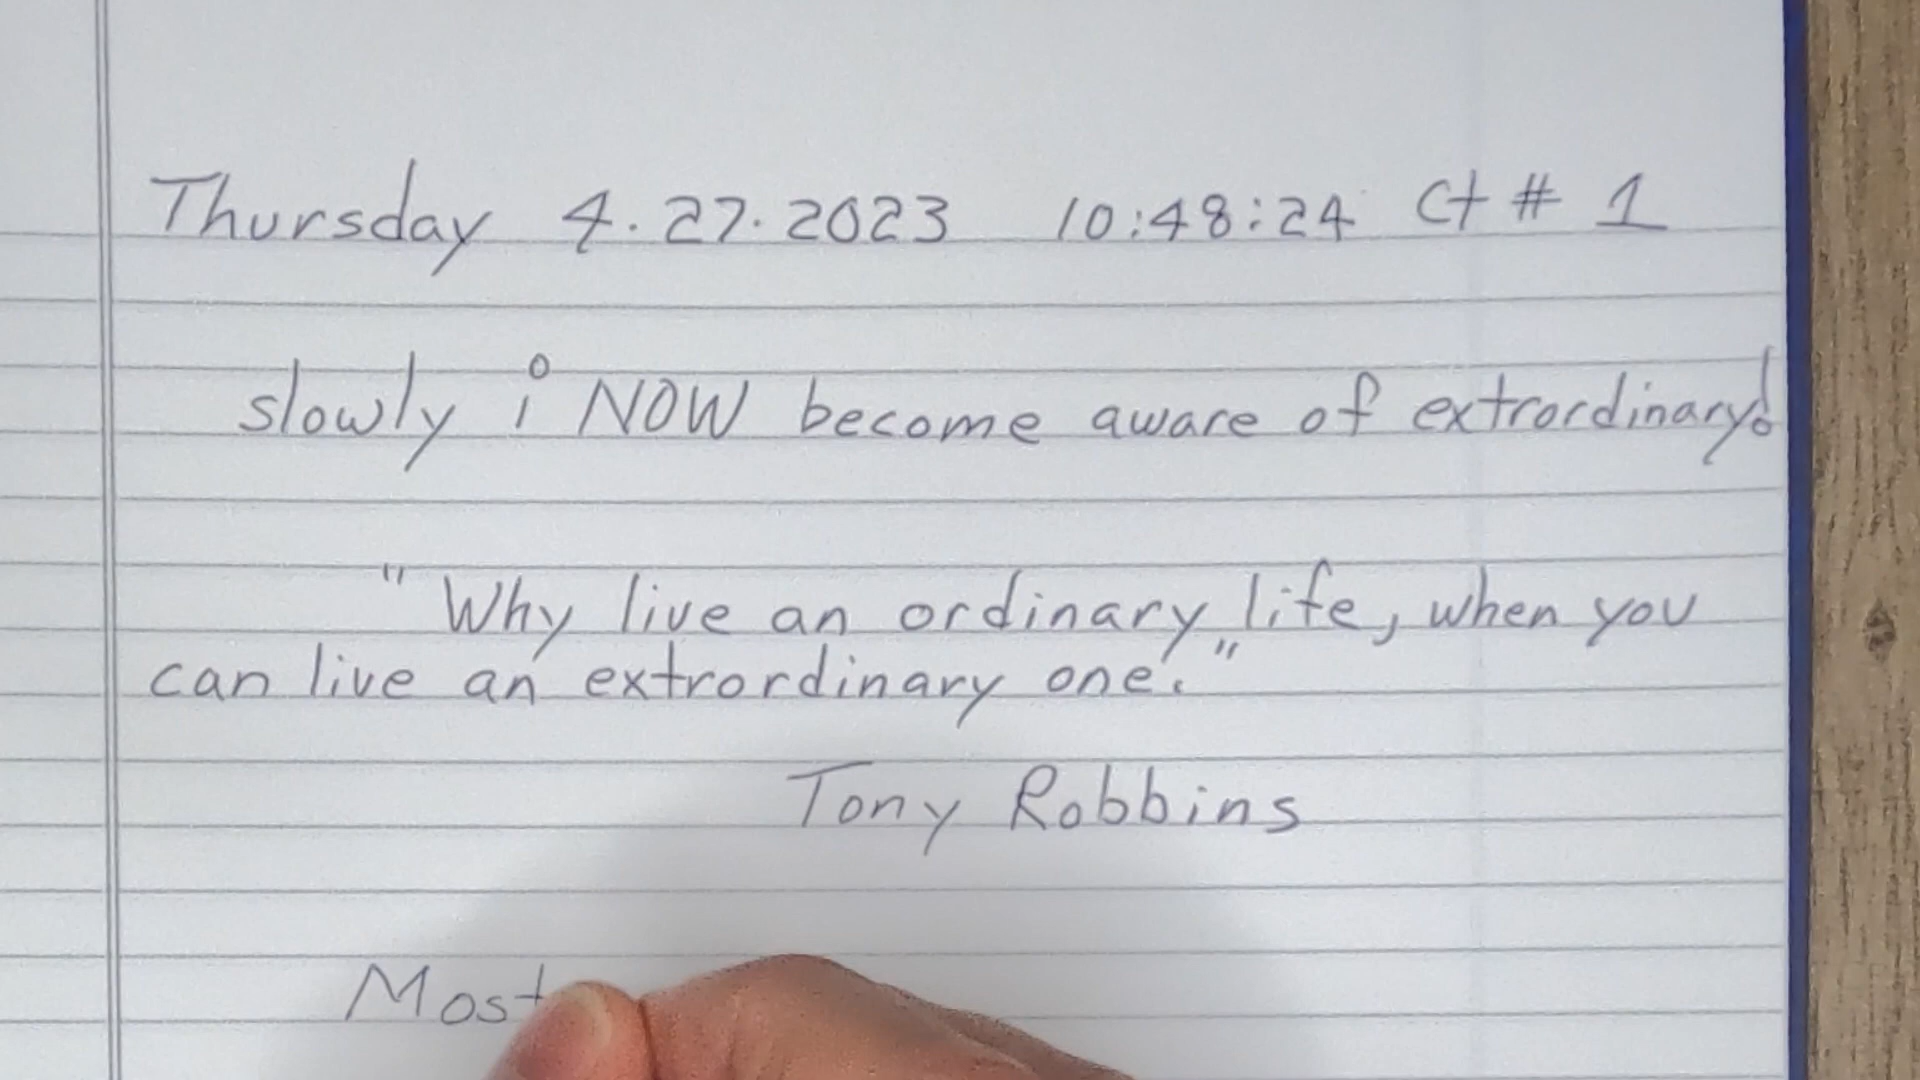 Thursday 4.27.2023 10:48:24 Ct # 1
slowly i NOW become aware of extrordinary!
"Why live an ordinary life, when you
can live an extrordinary one."
Tony Robbins
Most